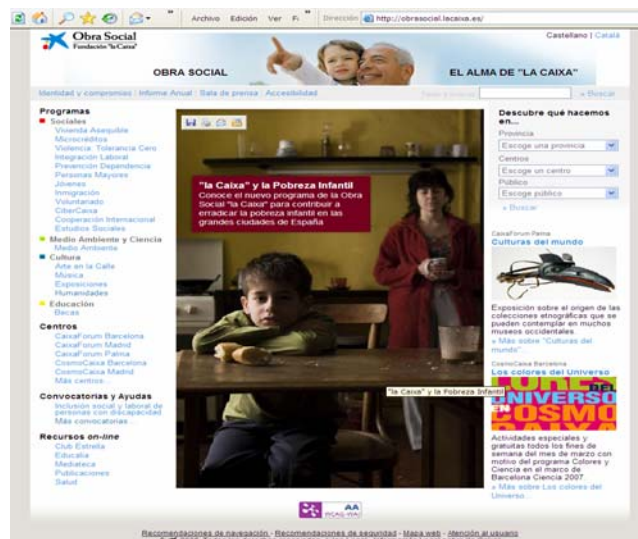 Archivo Edición Ver F
Dirección http://obrasocial.lacaixa.es/
Obra Social
Fundación "la Caixa"
Castellano | Català
OBRA SOCIAL
EL ALMA DE "LA CAIXA"
Identidad y compromisos | Informe Anual | Sala de prensa | Accesibilidad
» Buscar
Programas
Sociales
Vivienda Asequible
Microcréditos
Violencia: Tolerancia Cero
Integración Laboral
Prevención Dependencia
Personas Mayores
Jóvenes
Inmigración
Voluntariado
CiberCaixa
Cooperación Internacional
Estudios Sociales
Medio Ambiente y Ciencia
Medio Ambiente
Cultura
Arte en la Calle
Música
Exposiciones
Humanidades
Educación
Becas
Centros
CaixaForum Barcelona
CaixaForum Madrid
CaixaForum Palma
CosmoCaixa Barcelona
CosmoCaixa Madrid
Más centros...
Convocatorias y Ayudas
Inclusión social y laboral de
personas con discapacidad
Más convocatorias...
Recursos on-line
Club Estrella
Educalia
Mediateca
Publicaciones
Salud
"la Caixa" y la Pobreza Infantil
Conoce el nuevo programa de la Obra
Social "la Caixa" para contribuir a
erradicar la pobreza infantil en las
grandes ciudades de España
"la Caixa" y la Pobreza Infantil
Descubre qué hacemos
en...
Provincia
Escoge una provincia
Centros
Escoge un centro
Público
Escoge público
» Buscar
CaixaForum Palma
Culturas del mundo
Exposición sobre el origen de las
colecciones etnográficas que se
pueden contemplar en muchos
museos occidentales.
» Más sobre "Culturas del
mundo"...
CosmoCaixa Barcelona
Los colores del Universo
DEL
UNIVERSO
EN
COSMO
CAIXA
Actividades especiales y
gratuitas todos los fines de
semana del mes de marzo con
motivo del programa Colores y
Ciencia en el marco de
Barcelona Ciencia 2007.
» Más sobre Los colores del
Universo...
AA
WCAG WAI
Recomendaciones de navegación - Recomendaciones de seguridad - Mapa web - Atención al usuario